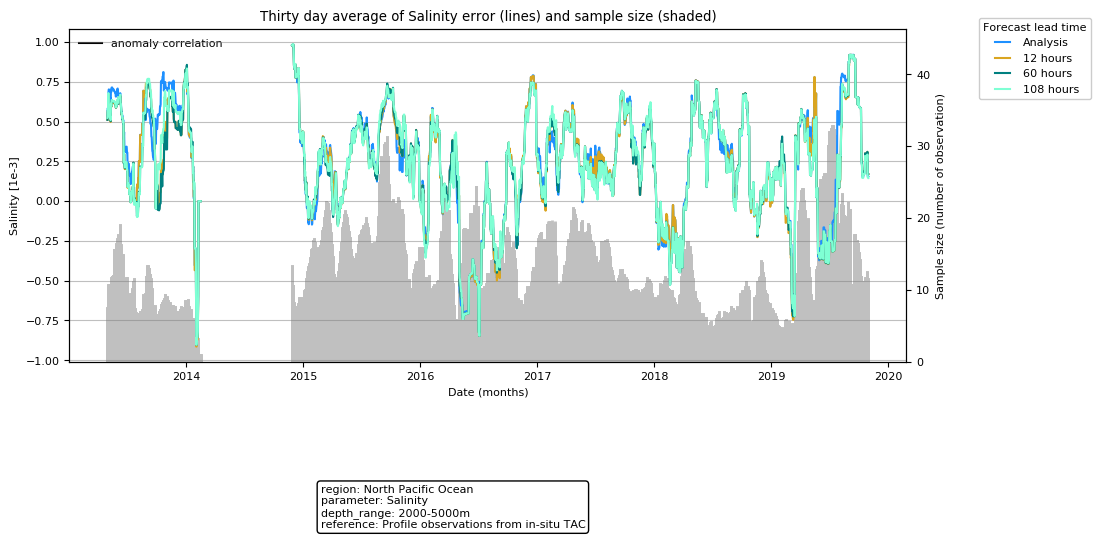 Thirty day average of Salinity error (lines) and sample size (shaded)
anomaly correlation
Forecast lead time
Analysis
12 hours
60 hours
108 hours
Salinity [1e-3]
1.00
0.75
0.50
0.25
0.00
−0.25
−0.50
−0.75
−1.00
Sample size (number of observation)
40
30
20
10
0
2014
2015
2016
2017
2018
2019
2020
Date (months)
region: North Pacific Ocean
parameter: Salinity
depth_range: 2000-5000m
reference: Profile observations from in-situ TAC